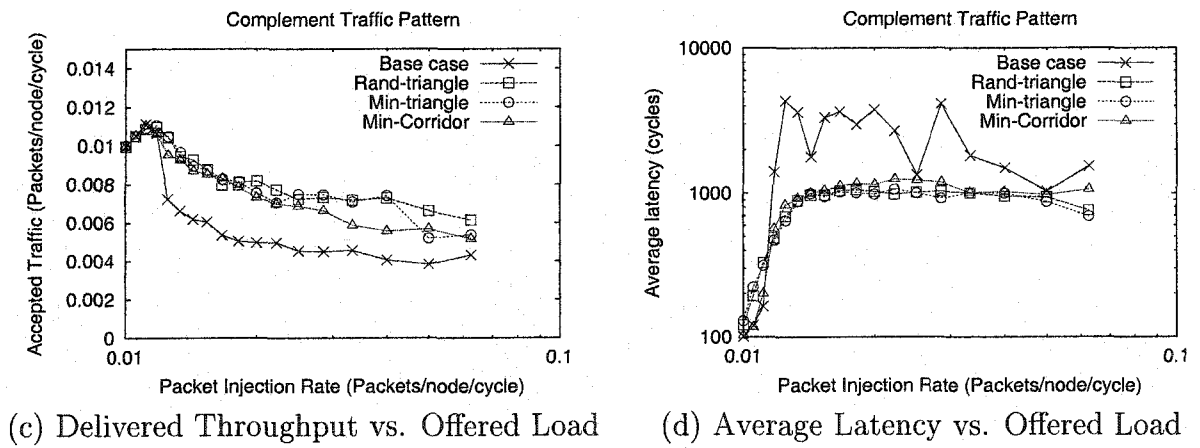 Complement Traffic Pattern
Accepted Traffic (Packets/node/cycle)
0.014
0.012
0.01
0.008
0.006
0.004
0.002
0
Base case
Rand-triangle
Min-triangle
Min-Corridor
0.01
0.1
Packet Injection Rate (Packets/node/cycle)
(c) Delivered Throughput vs. Offered Load
Complement Traffic Pattern
Average latency (cycles)
10000
1000
100
Base case
Rand-triangle
Min-triangle
Min-Corridor
0.01
0.1
Packet Injection Rate (Packets/node/cycle)
(d) Average Latency vs. Offered Load